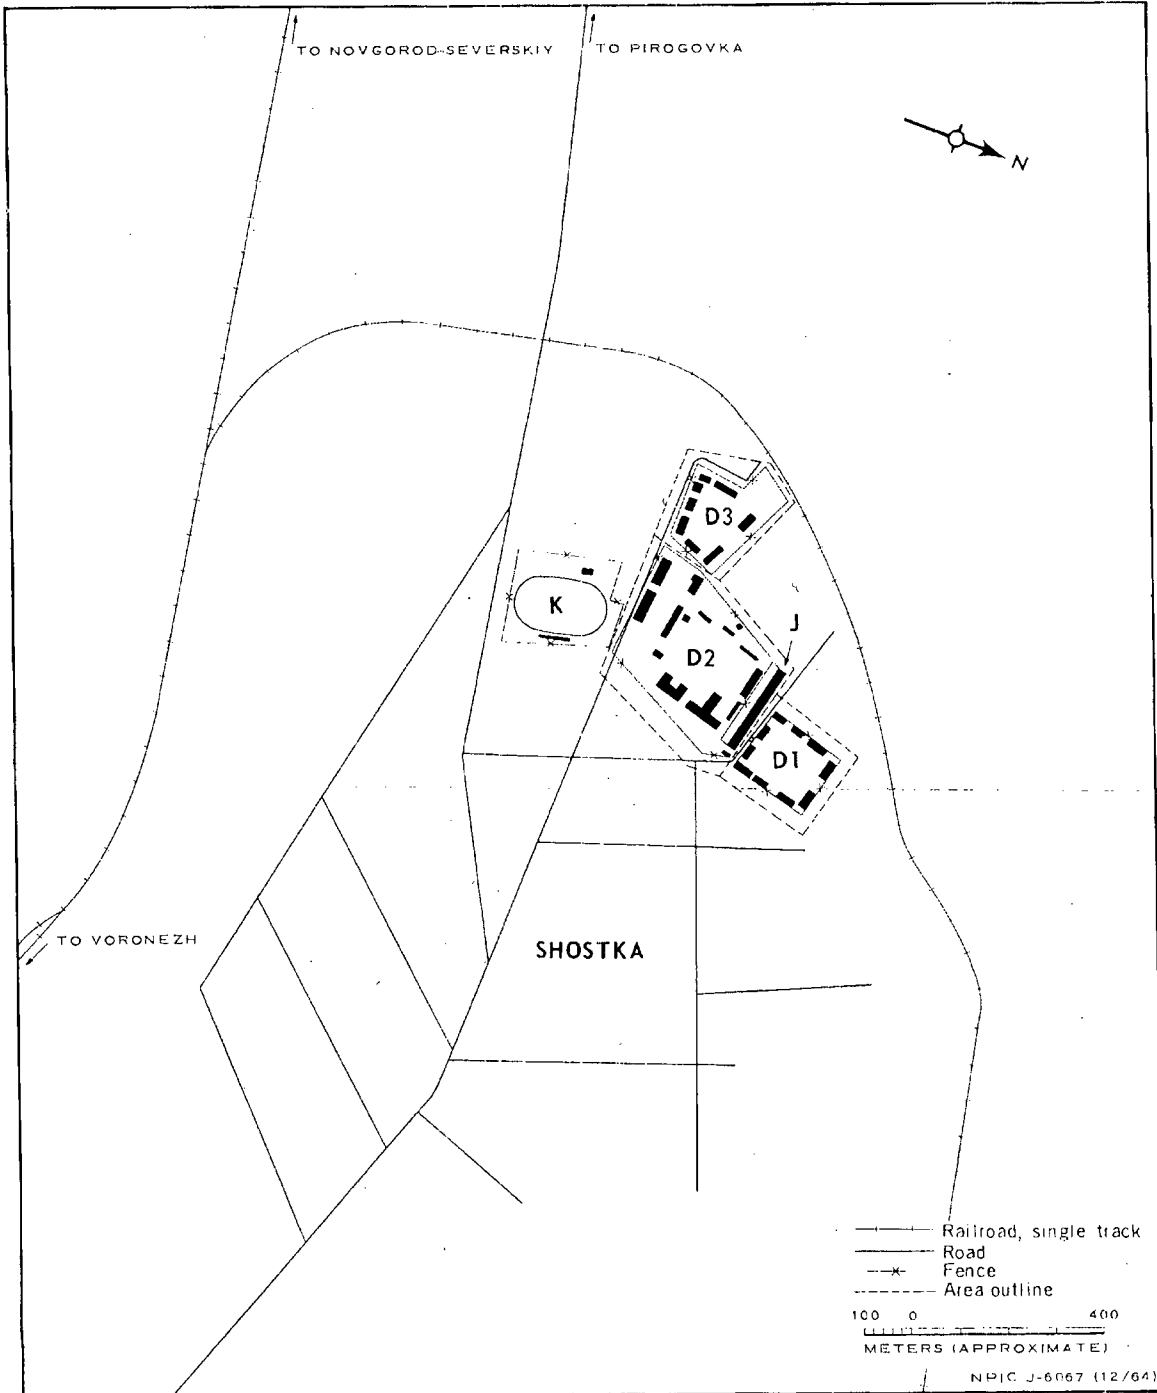 TO NOVGOROD-SEVERSKIY
TO PIROGOVKA
N
D3
K
J
D2
D1
TO VORONEZH
SHOSTKA
Railroad, single track
Road
Fence
Area outline
100 0 400
METERS (APPROXIMATE)
NPIC J-6067 (12/64)